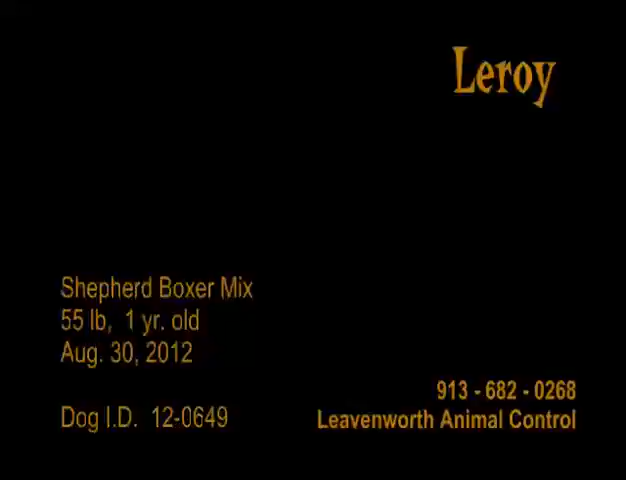 Leroy
Shepherd Boxer Mix
55 lb,  1 yr. old
Aug. 30, 2012
Dog I.D.  12-0649
913 - 682 - 0268
Leavenworth Animal Control